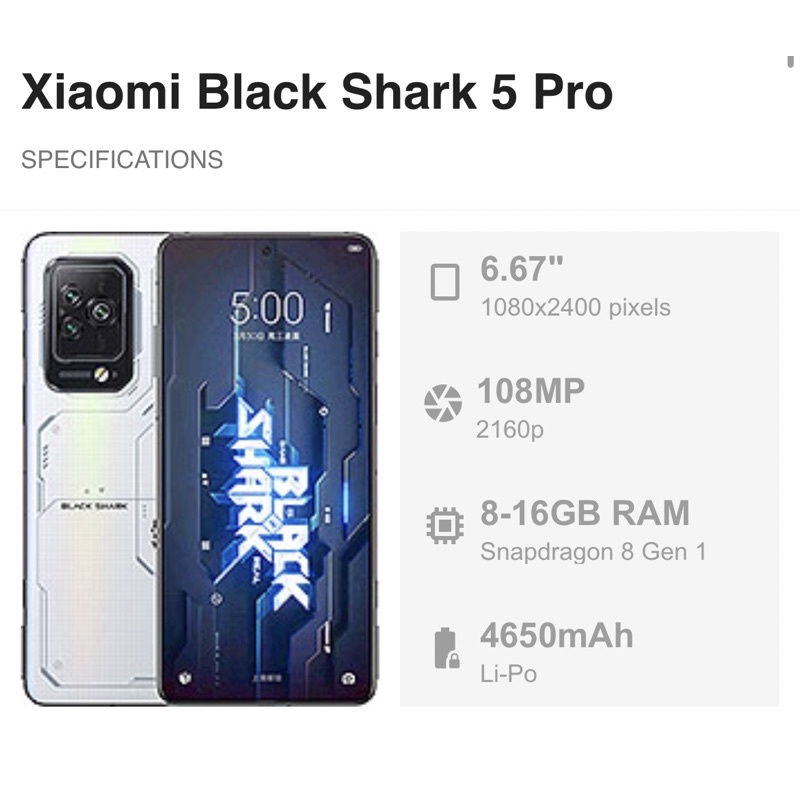 Xiaomi Black Shark 5 Pro
SPECIFICATIONS
5:00
BLACK SHARK
SHARK
BLACK
6.67"
1080x2400 pixels
108MP
2160p
8-16GB RAM
Snapdragon 8 Gen 1
4650mAh
Li-Po